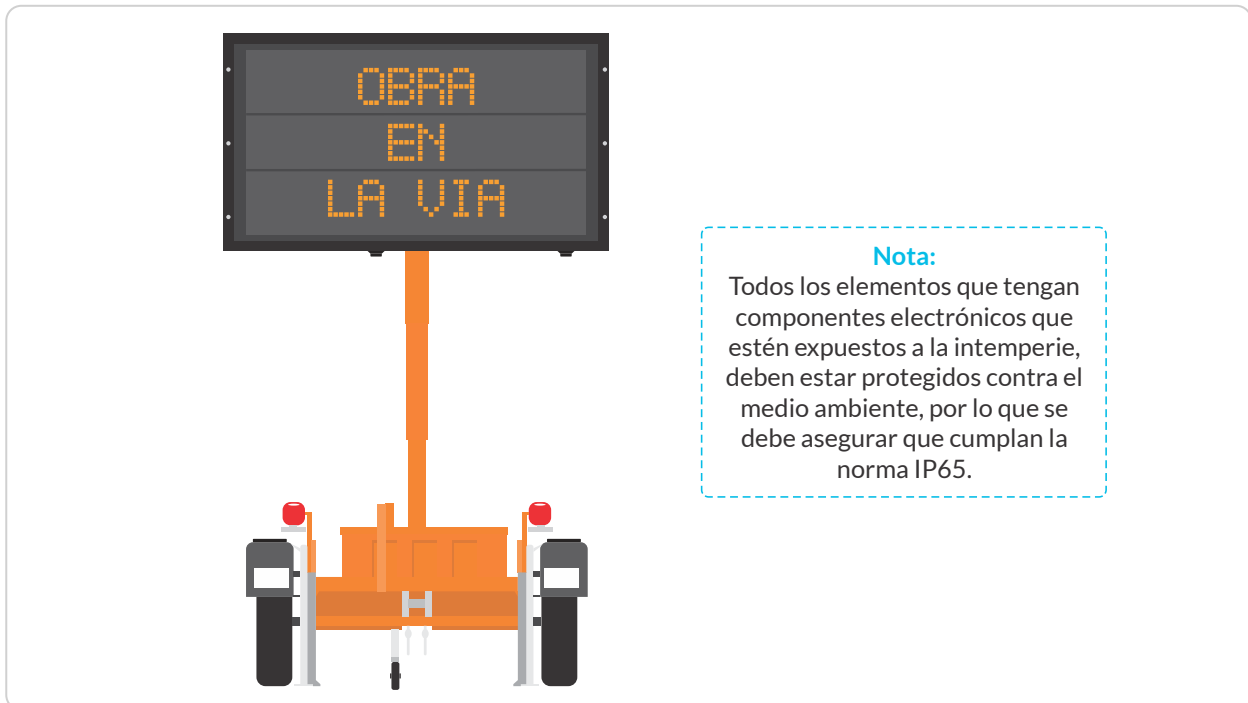 OBRA
EN
LA VIA
Nota:
Todos los elementos que tengan
componentes electrónicos que
estén expuestos a la intemperie,
deben estar protegidos contra el
medio ambiente, por lo que se
debe asegurar que cumplan la
norma IP65.